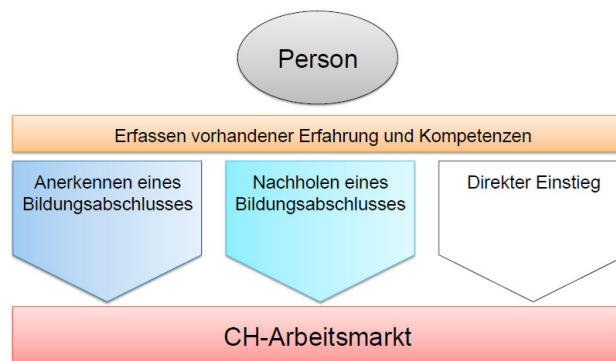 Person
Erfassen vorhandener Erfahrung und Kompetenzen
Anerkennen eines
Bildungsabschlusses
Nachholen eines
Bildungsabschlusses
Direkter Einstieg
CH-Arbeitsmarkt